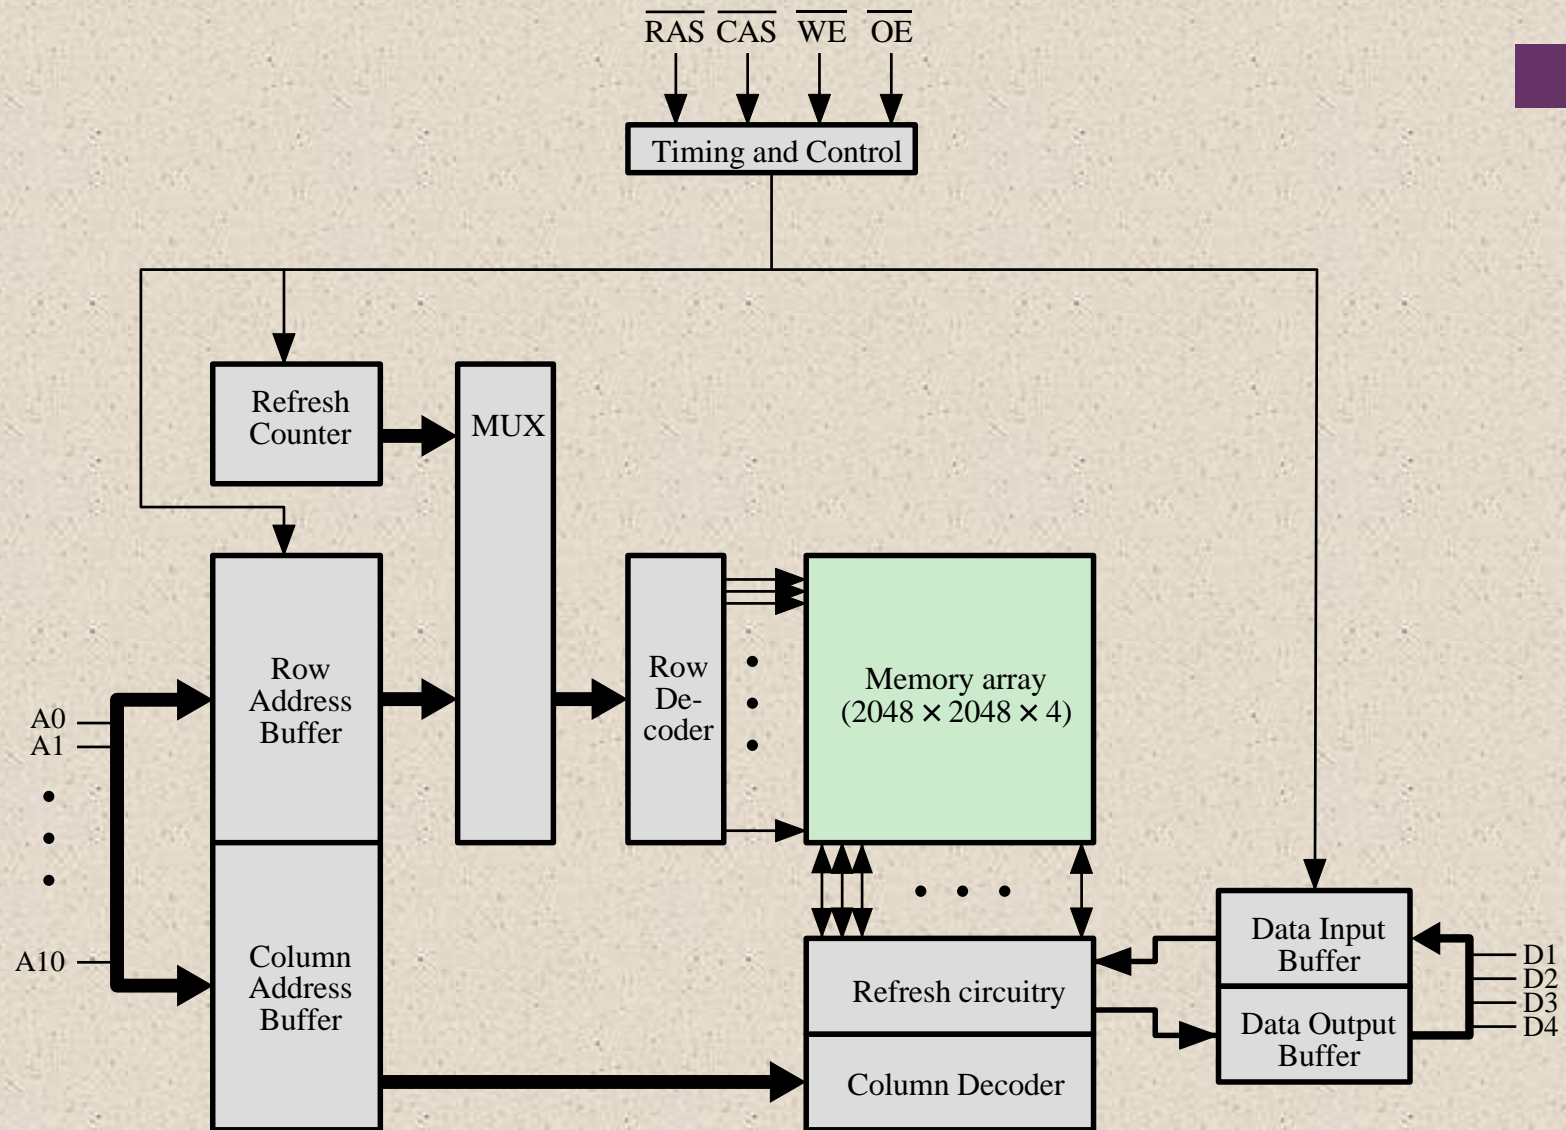 RAS CAS WE OE
Timing and Control
Refresh
Counter
MUX
Row
Address
Buffer
Row
De-
coder
Memory array
(2048 × 2048 × 4)
A0
A1
A10
Column
Address
Buffer
Refresh circuitry
Column Decoder
Data Input
Buffer
Data Output
Buffer
D1
D2
D3
D4